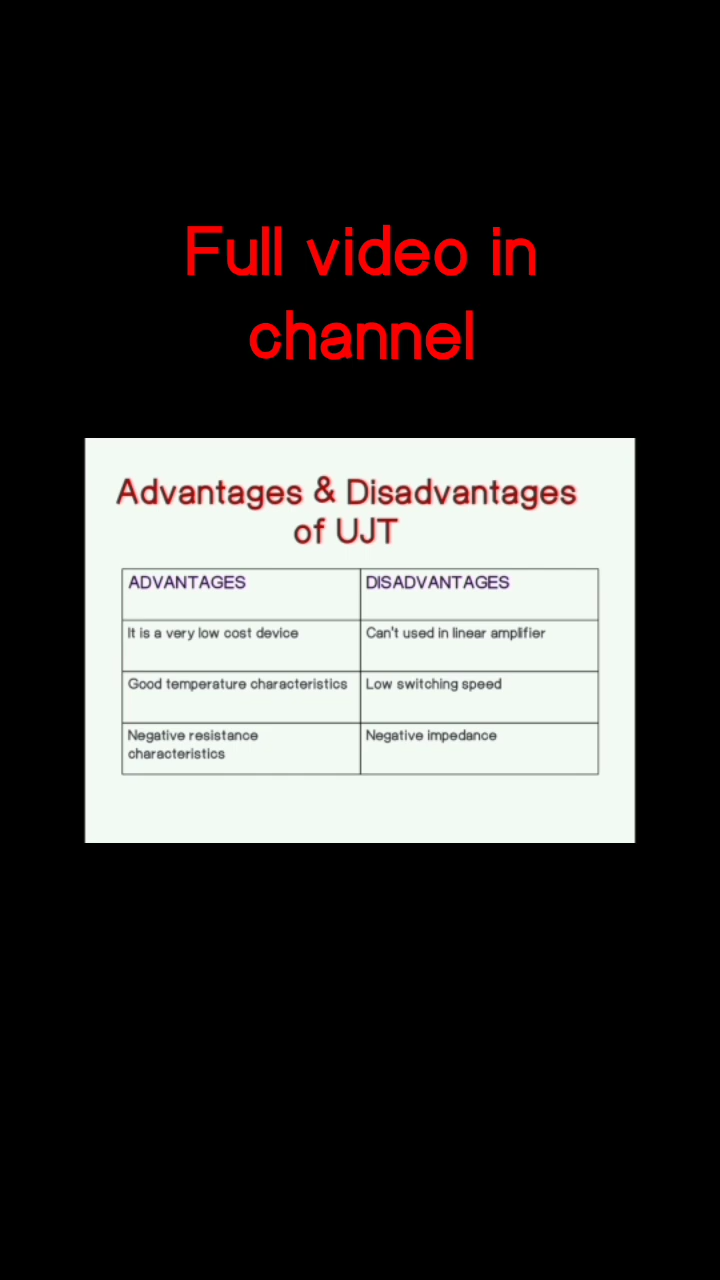 Full video in
channel
Advantages & Disadvantages
of UJT
ADVANTAGES
DISADVANTAGES
It is a very low cost device
Can't used in linear amplifier
Good temperature characteristics
Low switching speed
Negative resistance
characteristics
Negative impedance